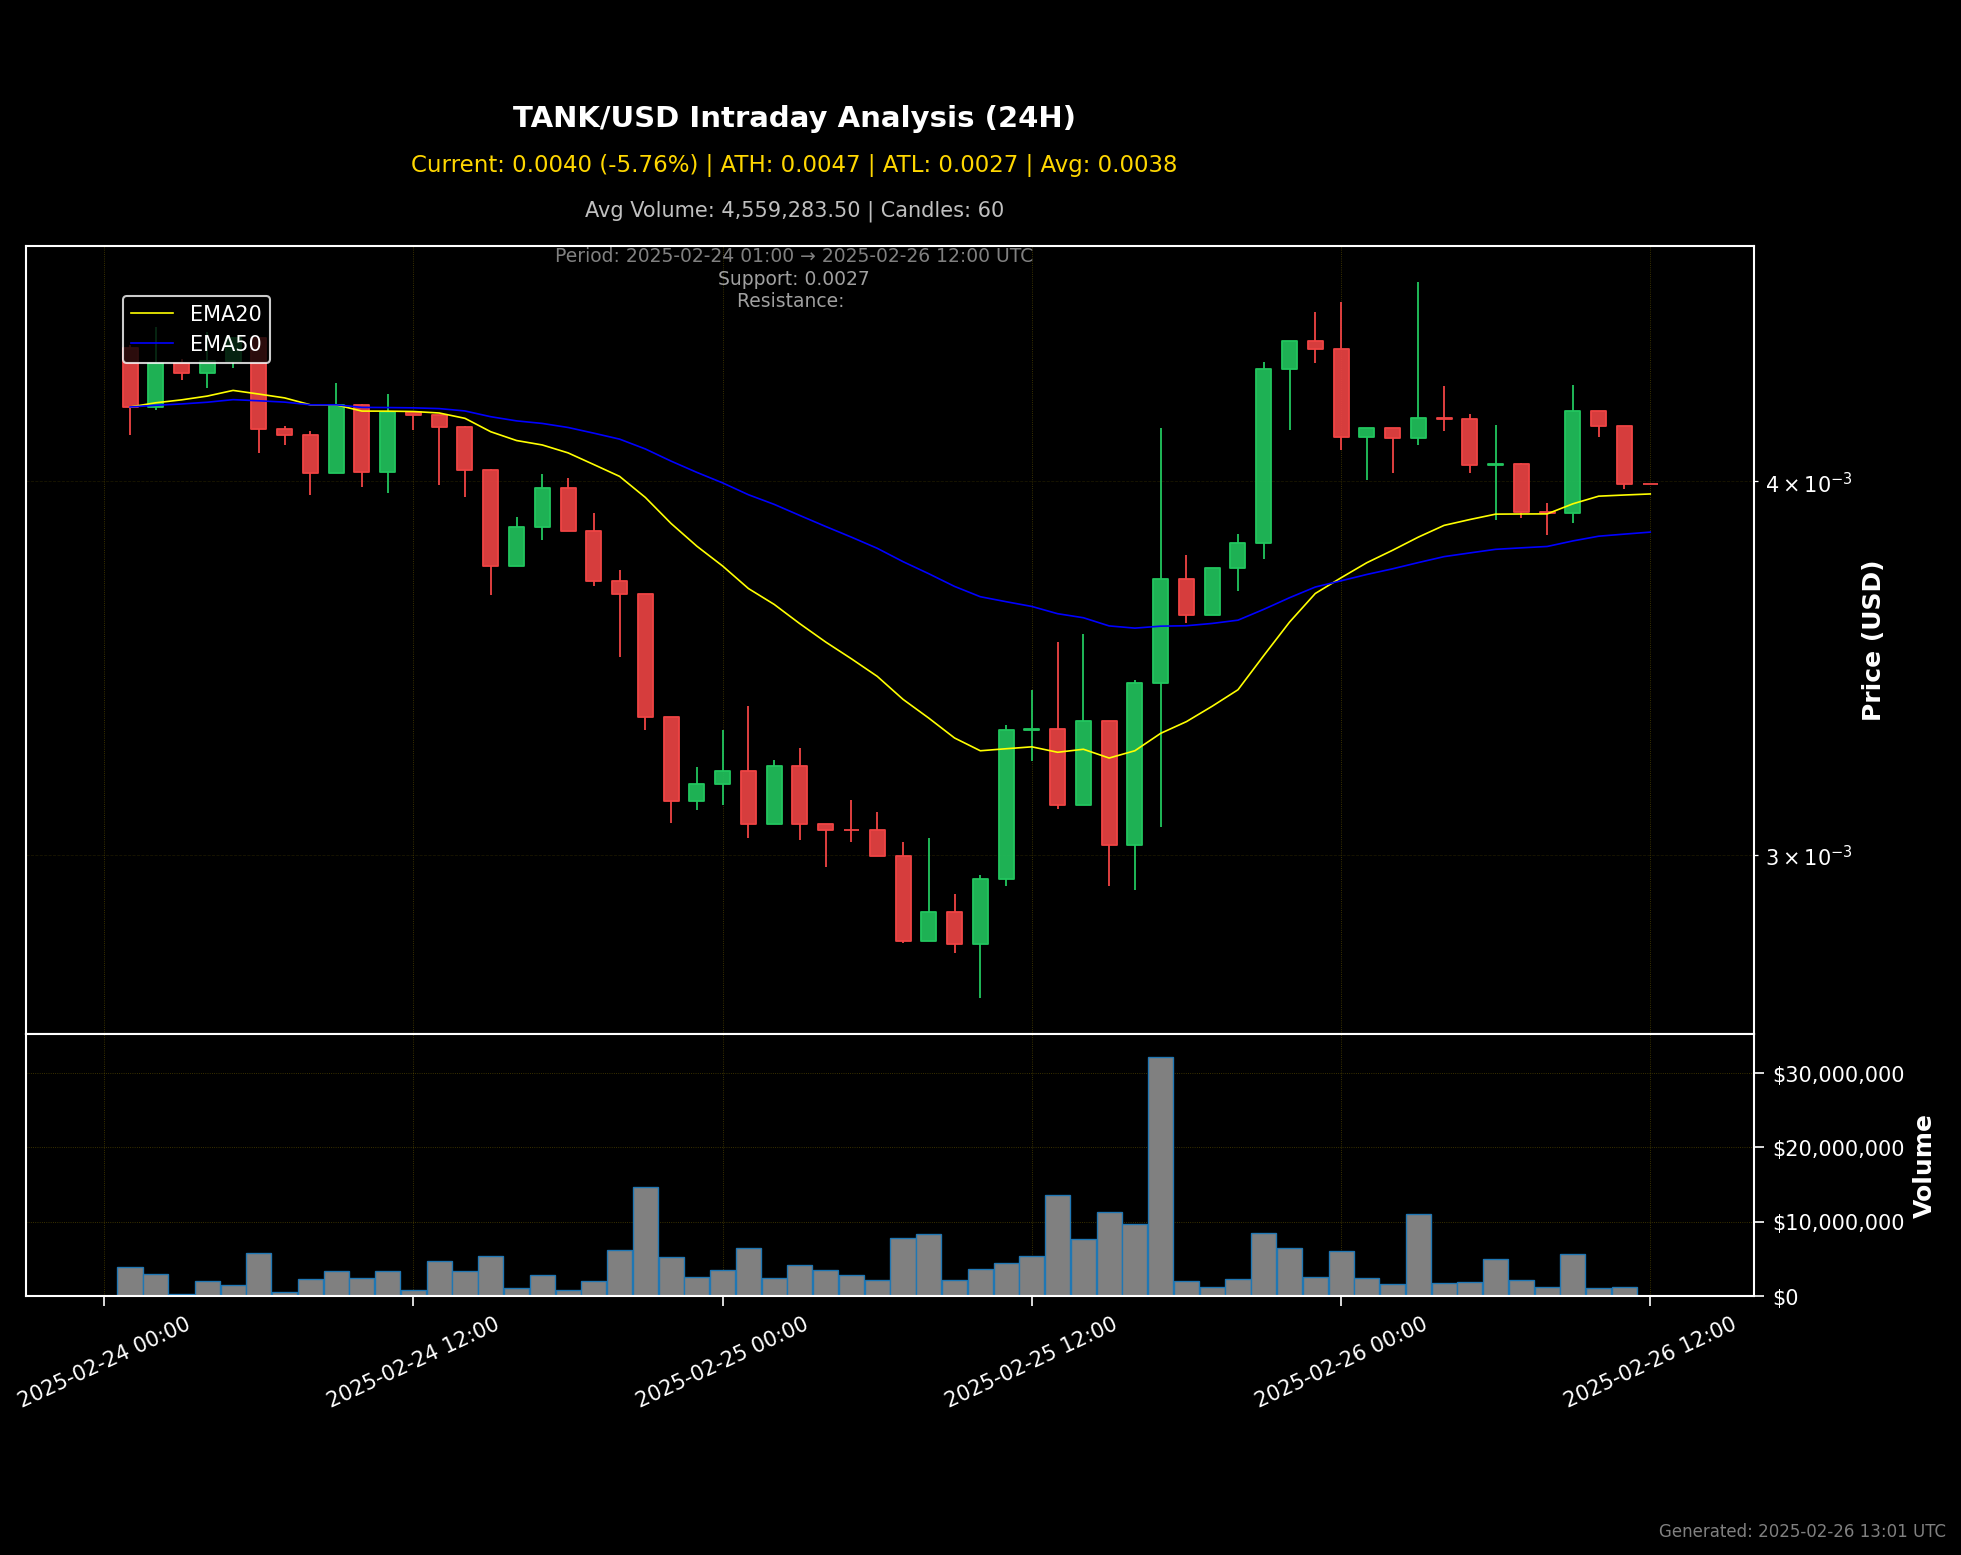 TANK/USD Intraday Analysis (24H)
Current: 0.0040 (-5.76%) | ATH: 0.0047 | ATL: 0.0027 | Avg: 0.0038
Avg Volume: 4,559,283.50 | Candles: 60
Period: 2025-02-24 01:00 → 2025-02-26 12:00 UTC
Support: 0.0027
Resistance:
EMA20
EMA50
4 × 10⁻³
3 × 10⁻³
Price (USD)
$30,000,000
$20,000,000
$10,000,000
$0
Volume
2025-02-24 00:00
2025-02-24 12:00
2025-02-25 00:00
2025-02-25 12:00
2025-02-26 00:00
2025-02-26 12:00
Generated: 2025-02-26 13:01 UTC